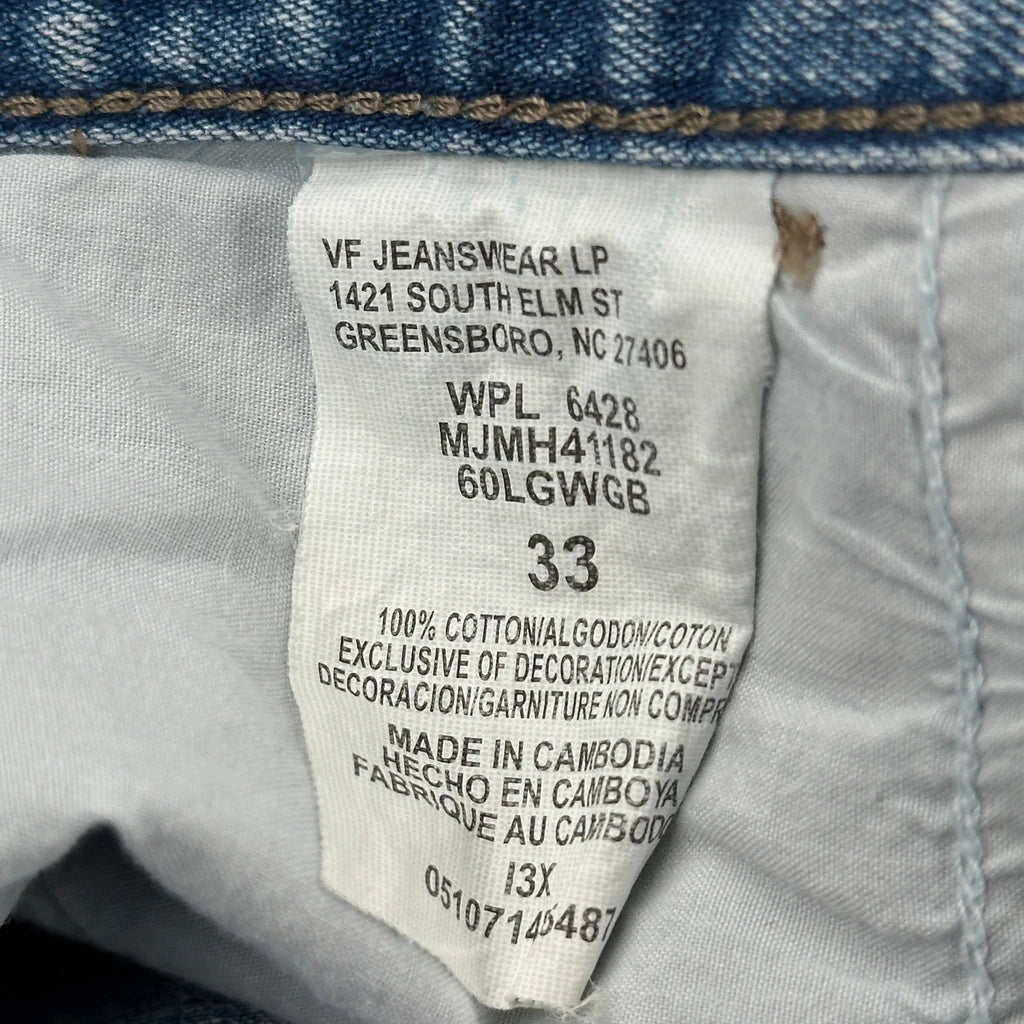 VF JEANSWEAR LP
1421 SOUTH ELM ST
GREENSBORO, NC 27406
WPL 6428
MJMH41182
60LGWGB
33
100% COTTON/ALGODON/COTON
EXCLUSIVE OF DECORATION/EXCEPT
DECORACION/GARNITURE NON COMPR
MADE IN CAMBODIA
HECHO EN CAMBOYA
FABRIQUE AU CAMBODG
I3X